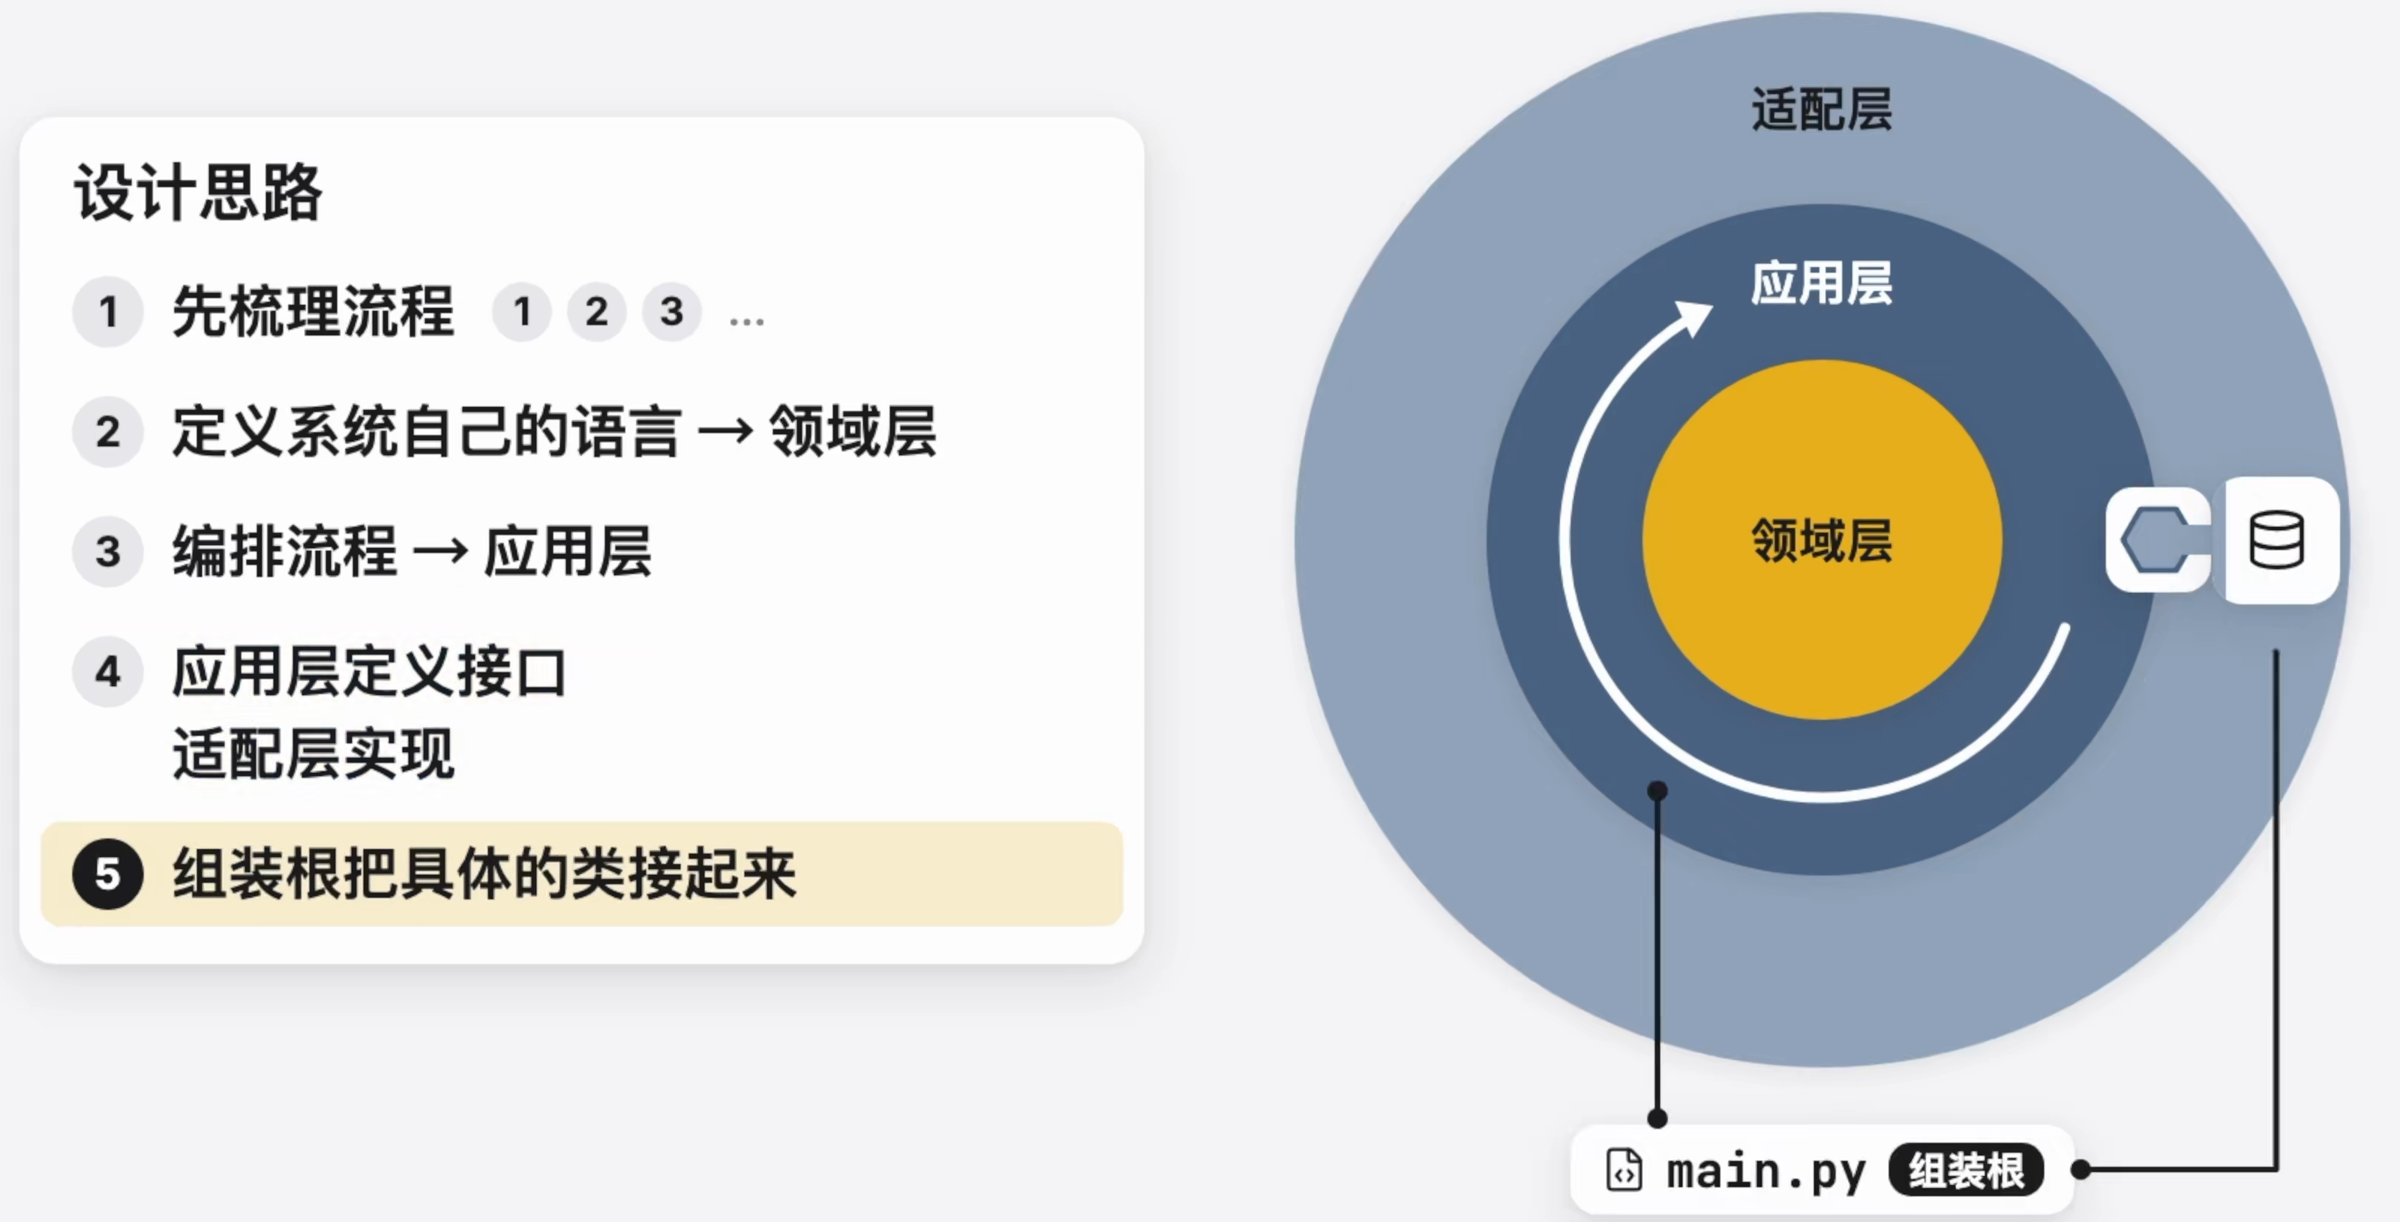 设计思路
1 先梳理流程 1 2 3 ...
2 定义系统自己的语言 → 领域层
3 编排流程 → 应用层
4 应用层定义接口
适配层实现
5 组装根把具体的类接起来
适配层
应用层
领域层
main.py 组装根